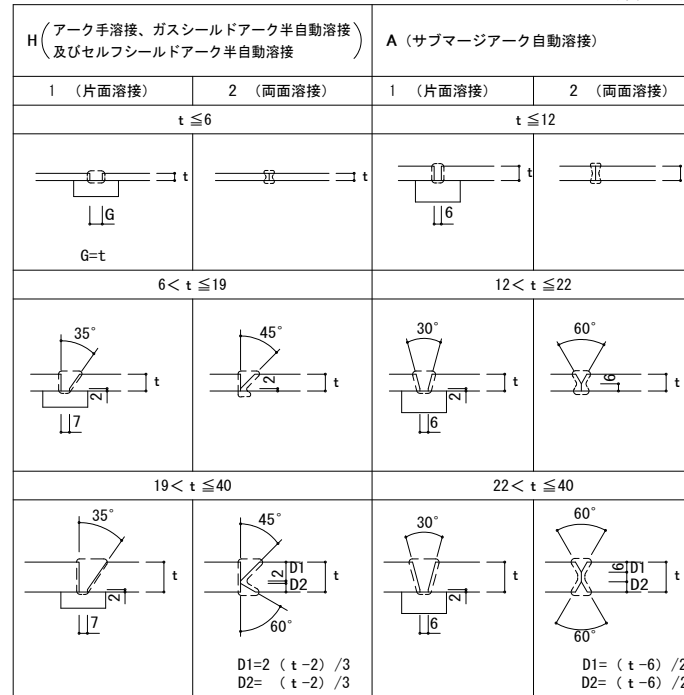 H（アーク手溶接、ガスシールドアーク半自動溶接
及びセルフシールドアーク半自動溶接）
A（サブマージアーク自動溶接）
1 （片面溶接）
2 （両面溶接）
1 （片面溶接）
2 （両面溶接）
t ≦6
t ≦12
t
G
G=t
t
t
6
6< t ≦19
12< t ≦22
35°
t
2
7
45°
2
t
30°
t
2
6
60°
6
t
19< t ≦40
22< t ≦40
35°
t
2
7
45°
D1
2
D2
t
60°
D1=2 (t-2) /3
D2= (t-2) /3
30°
t
2
6
60°
6
D1
D2
t
60°
D1= (t-6) /2
D2= (t-6) /2